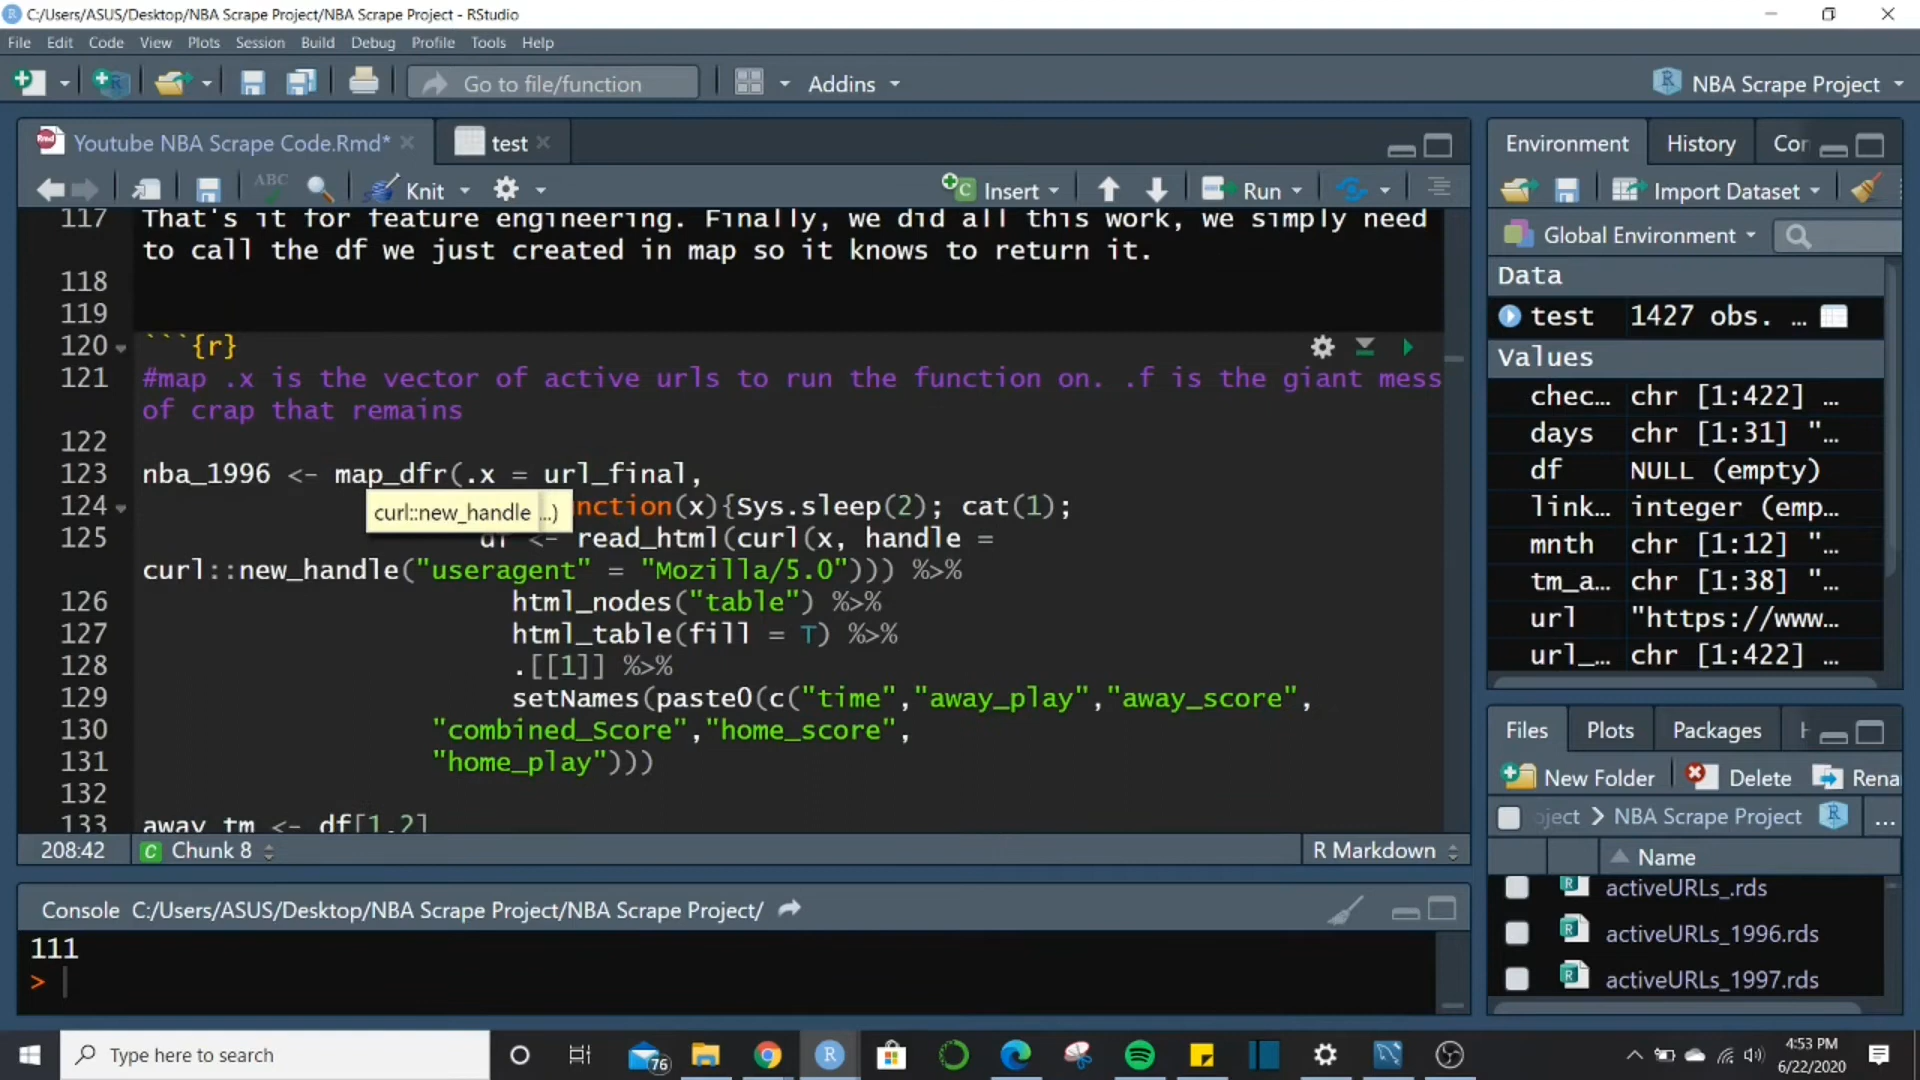 C:/Users/ASUS/Desktop/NBA Scrape Project/NBA Scrape Project - RStudio
File Edit Code View Plots Session Build Debug Profile Tools Help
Go to file/function
Addins
NBA Scrape Project
Youtube NBA Scrape Code.Rmd*
test
ABC
Knit
Insert
Run
117 That's it for feature engineering. Finally, we did all this work, we simply need
to call the df we just created in map so it knows to return it.
118
119
120 ```{r}
121 #map .x is the vector of active urls to run the function on. .f is the giant mess
of crap that remains
122
123 nba_1996 <- map_dfr(.x = url_final,
124 nction(x){Sys.sleep(2); cat(1);
curl::new_handle ...)
125 df <- read_html(curl(x, handle =
curl::new_handle("useragent" = "Mozilla/5.0"))) %>%
126 html_nodes("table") %>%
127 html_table(fill = T) %>%
128 .[[1]] %>%
129 setNames(paste0(c("time","away_play","away_score",
130 "combined_Score","home_score",
131 "home_play")))
132
133 away_tm <- df[1,2]
208:42
C Chunk 8
R Markdown
Console C:/Users/ASUS/Desktop/NBA Scrape Project/NBA Scrape Project/
111
>
Environment History Cor
Import Dataset
Global Environment
Data
test 1427 obs. …
Values
chec… chr [1:422] …
days chr [1:31] "…
df NULL (empty)
link… integer (emp…
mnth chr [1:12] "…
tm_a… chr [1:38] "…
url "https://www…
url_… chr [1:422] …
Files Plots Packages
New Folder Delete Rena
oject > NBA Scrape Project ...
Name
activeURLs_.rds
activeURLs_1996.rds
activeURLs_1997.rds
Type here to search
76
4:53 PM
6/22/2020